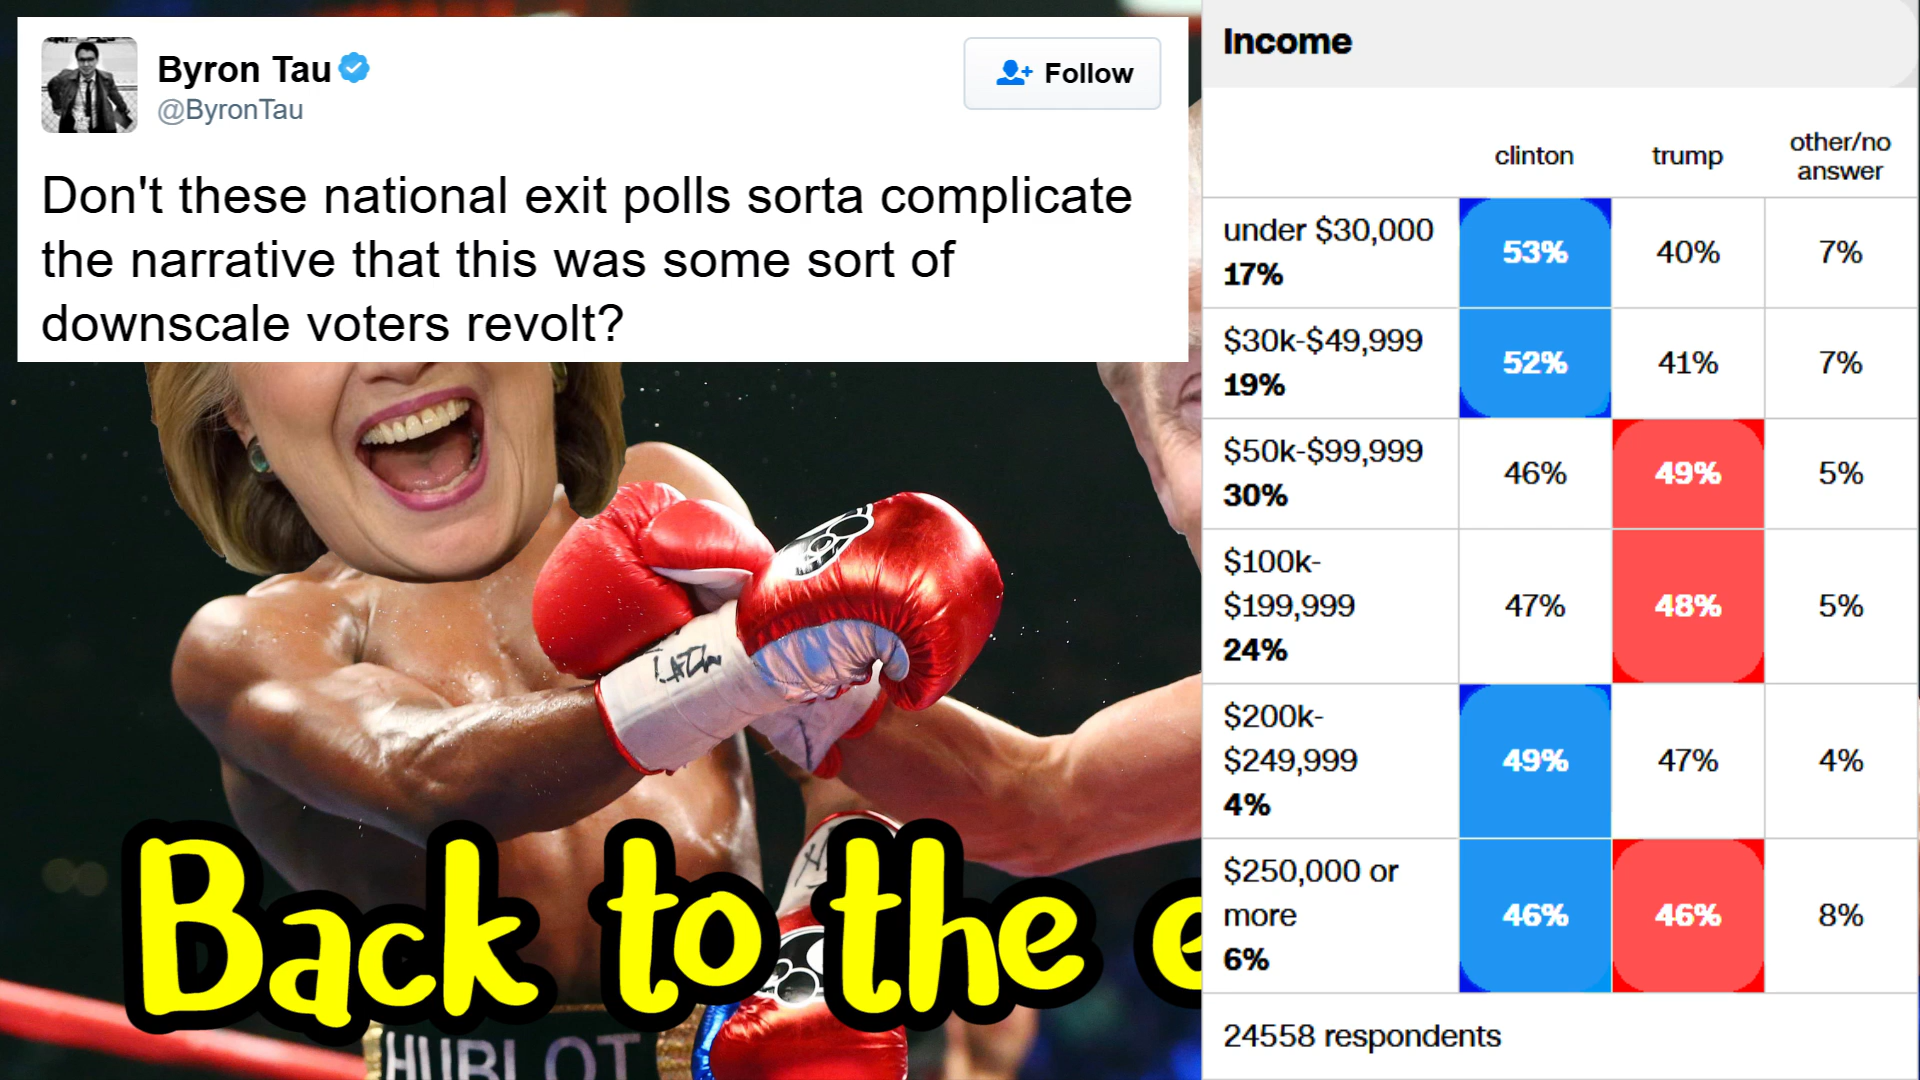 Byron Tau
@ByronTau
Follow
Don't these national exit polls sorta complicate
the narrative that this was some sort of
downscale voters revolt?
Back to the e
HUBLOT
Income
clinton trump other/no
answer
under $30,000
17% 53% 40% 7%
$30k-$49,999
19% 52% 41% 7%
$50k-$99,999
30% 46% 49% 5%
$100k-
$199,999
24% 47% 48% 5%
$200k-
$249,999
4% 49% 47% 4%
$250,000 or
more
6% 46% 46% 8%
24558 respondents